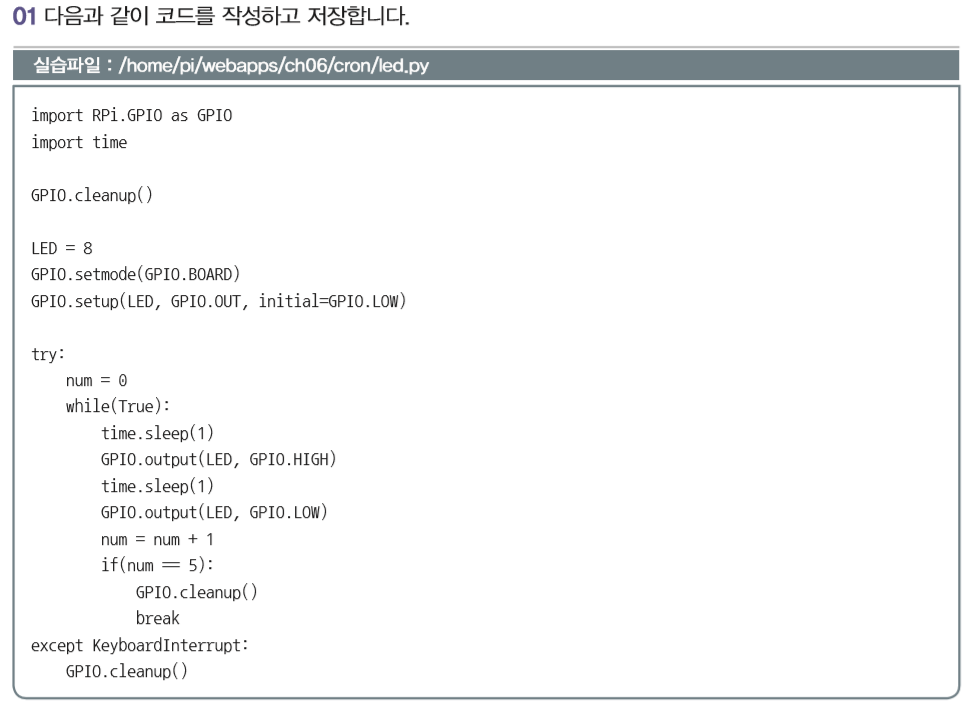 01 다음과 같이 코드를 작성하고 저장합니다.
실습파일 : /home/pi/webapps/ch06/cron/led.py
import RPi.GPIO as GPIO
import time
GPIO.cleanup()
LED = 8
GPIO.setmode(GPIO.BOARD)
GPIO.setup(LED, GPIO.OUT, initial=GPIO.LOW)
try:
    num = 0
    while(True):
        time.sleep(1)
        GPIO.output(LED, GPIO.HIGH)
        time.sleep(1)
        GPIO.output(LED, GPIO.LOW)
        num = num + 1
        if(num == 5):
            GPIO.cleanup()
            break
except KeyboardInterrupt:
    GPIO.cleanup()